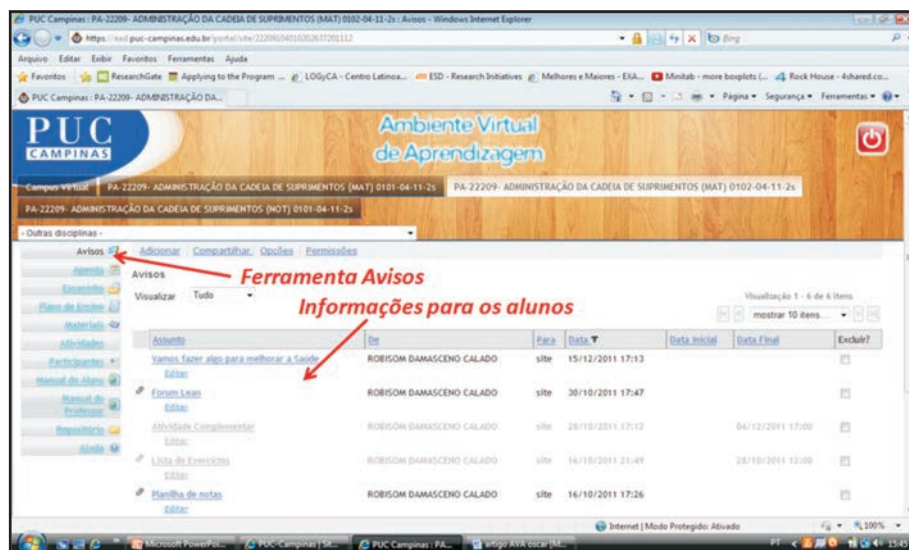 PUC Campinas : PA-22209- ADMINISTRAÇÃO DA CADEIA DE SUPRIMENTOS (MAT) 0102-04-11-2s : Avisos - Windows Internet Explorer
Bing
Arquivo Editar Exibir Favoritos Ferramentas Ajuda
Favoritos ResearchGate Applying to the Program ... LOGyCA - Centro Latinoa... ESD - Research Initiatives Melhores e Maiores - EXA... Minitab - more boxplots (... Rock House - 4shared.co...
PUC Campinas : PA-22209- ADMINISTRAÇÃO DA... Página Segurança Ferramentas
PUC
CAMPINAS
Ambiente Virtual
de Aprendizagem
Campus Virtual PA-22209- ADMINISTRAÇÃO DA CADEIA DE SUPRIMENTOS (MAT) 0101-04-11-2s PA-22209- ADMINISTRAÇÃO DA CADEIA DE SUPRIMENTOS (MAT) 0102-04-11-2s
PA-22209- ADMINISTRAÇÃO DA CADEIA DE SUPRIMENTOS (NOT) 0101-04-11-2s
- Outras disciplinas -
Avisos Adicionar Compartilhar Opções Permissões
Agenda
Escaninho
Plano de Ensino
Materiais
Atividades
Participantes
Manual do Aluno
Manual do
Professor
Repositório
Ajuda
Ferramenta Avisos
Avisos
Visualizar Tudo
Informações para os alunos
Visualização 1 - 6 de 6 itens
mostrar 10 itens...
Assunto De Para Data Data Inicial Data Final Excluir?
Vamos fazer algo para melhorar a Saúde ROBISOM DAMASCENO CALADO site 15/12/2011 17:13
Editar
Forum Lean ROBISOM DAMASCENO CALADO site 30/10/2011 17:47
Editar
Atividade Complementar ROBISOM DAMASCENO CALADO site 28/10/2011 17:12 04/12/2011 17:00
Editar
Lista de Exercícios ROBISOM DAMASCENO CALADO site 16/10/2011 21:49 28/10/2011 12:00
Editar
Planilha de notas ROBISOM DAMASCENO CALADO site 16/10/2011 17:26
Editar
Internet | Modo Protegido: Ativado 100%
Microsoft PowerPoi... PUC-Campinas | Se... PUC Campinas : PA... artigo AVA oscar [M... PT 15:45